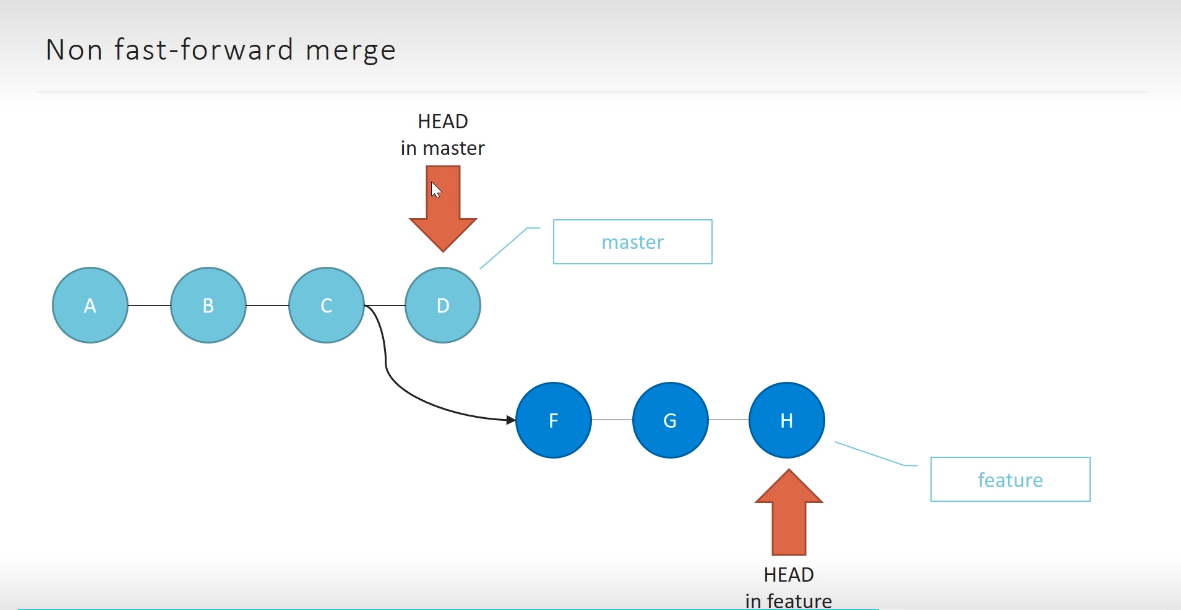 Non fast-forward merge
HEAD
in master
master
A
B
C
D
F
G
H
feature
HEAD
in feature